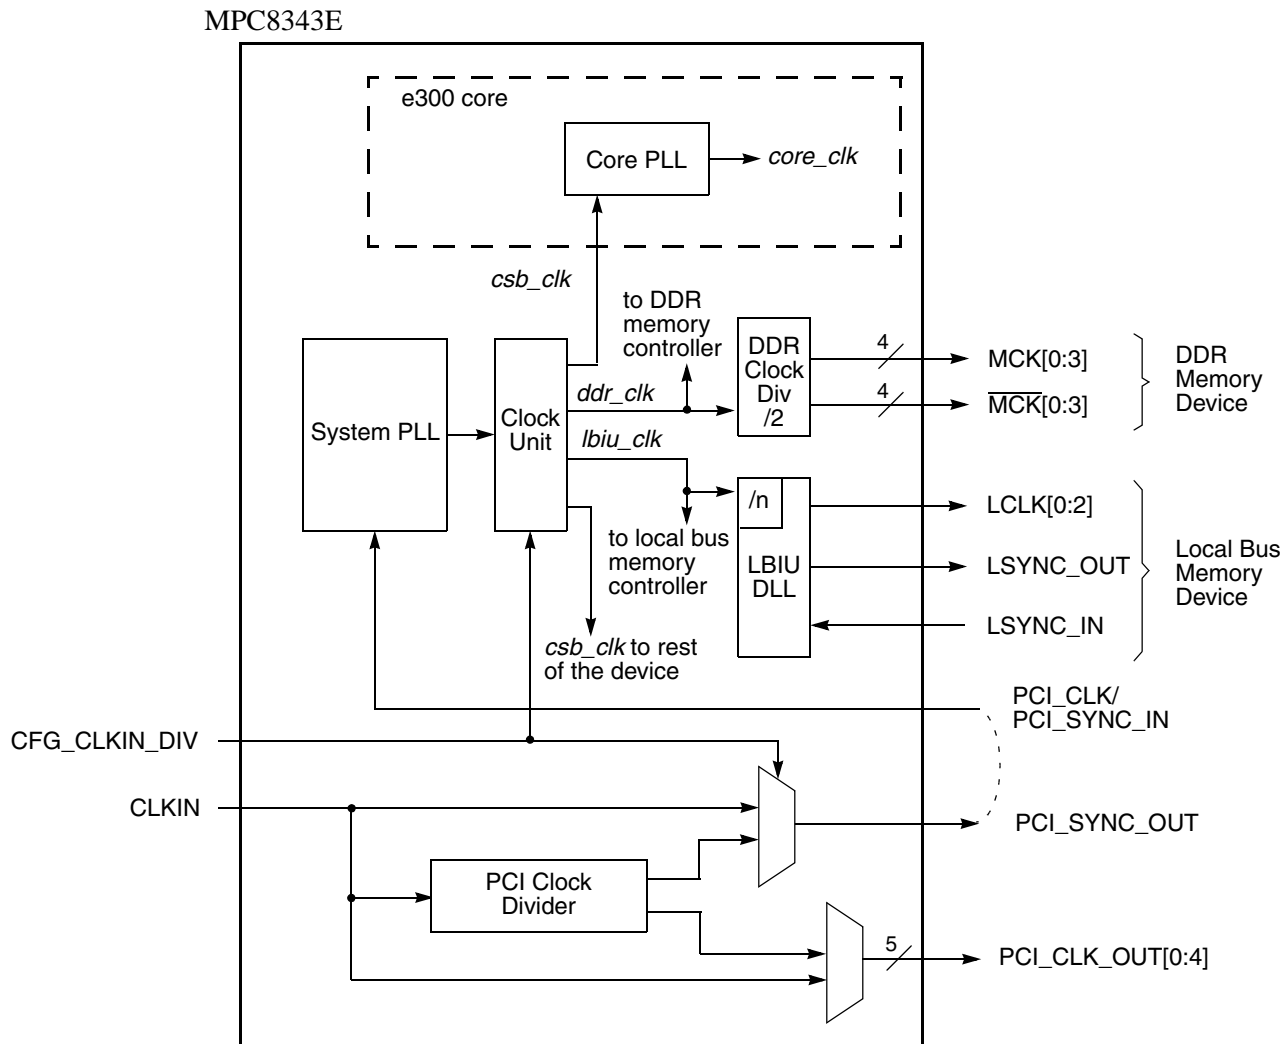 MPC8343E
e300 core
Core PLL
core_clk
csb_clk
to DDR
memory
controller
DDR
Clock
Div
/2
4
MCK[0:3]
4
M̅C̅K̅[0:3]
DDR
Memory
Device
System PLL
Clock
Unit
ddr_clk
lbiu_clk
/n
LBIU
DLL
to local bus
memory
controller
LCLK[0:2]
LSYNC_OUT
LSYNC_IN
Local Bus
Memory
Device
csb_clk to rest
of the device
PCI_CLK/
PCI_SYNC_IN
CFG_CLKIN_DIV
CLKIN
PCI_SYNC_OUT
PCI Clock
Divider
5
PCI_CLK_OUT[0:4]